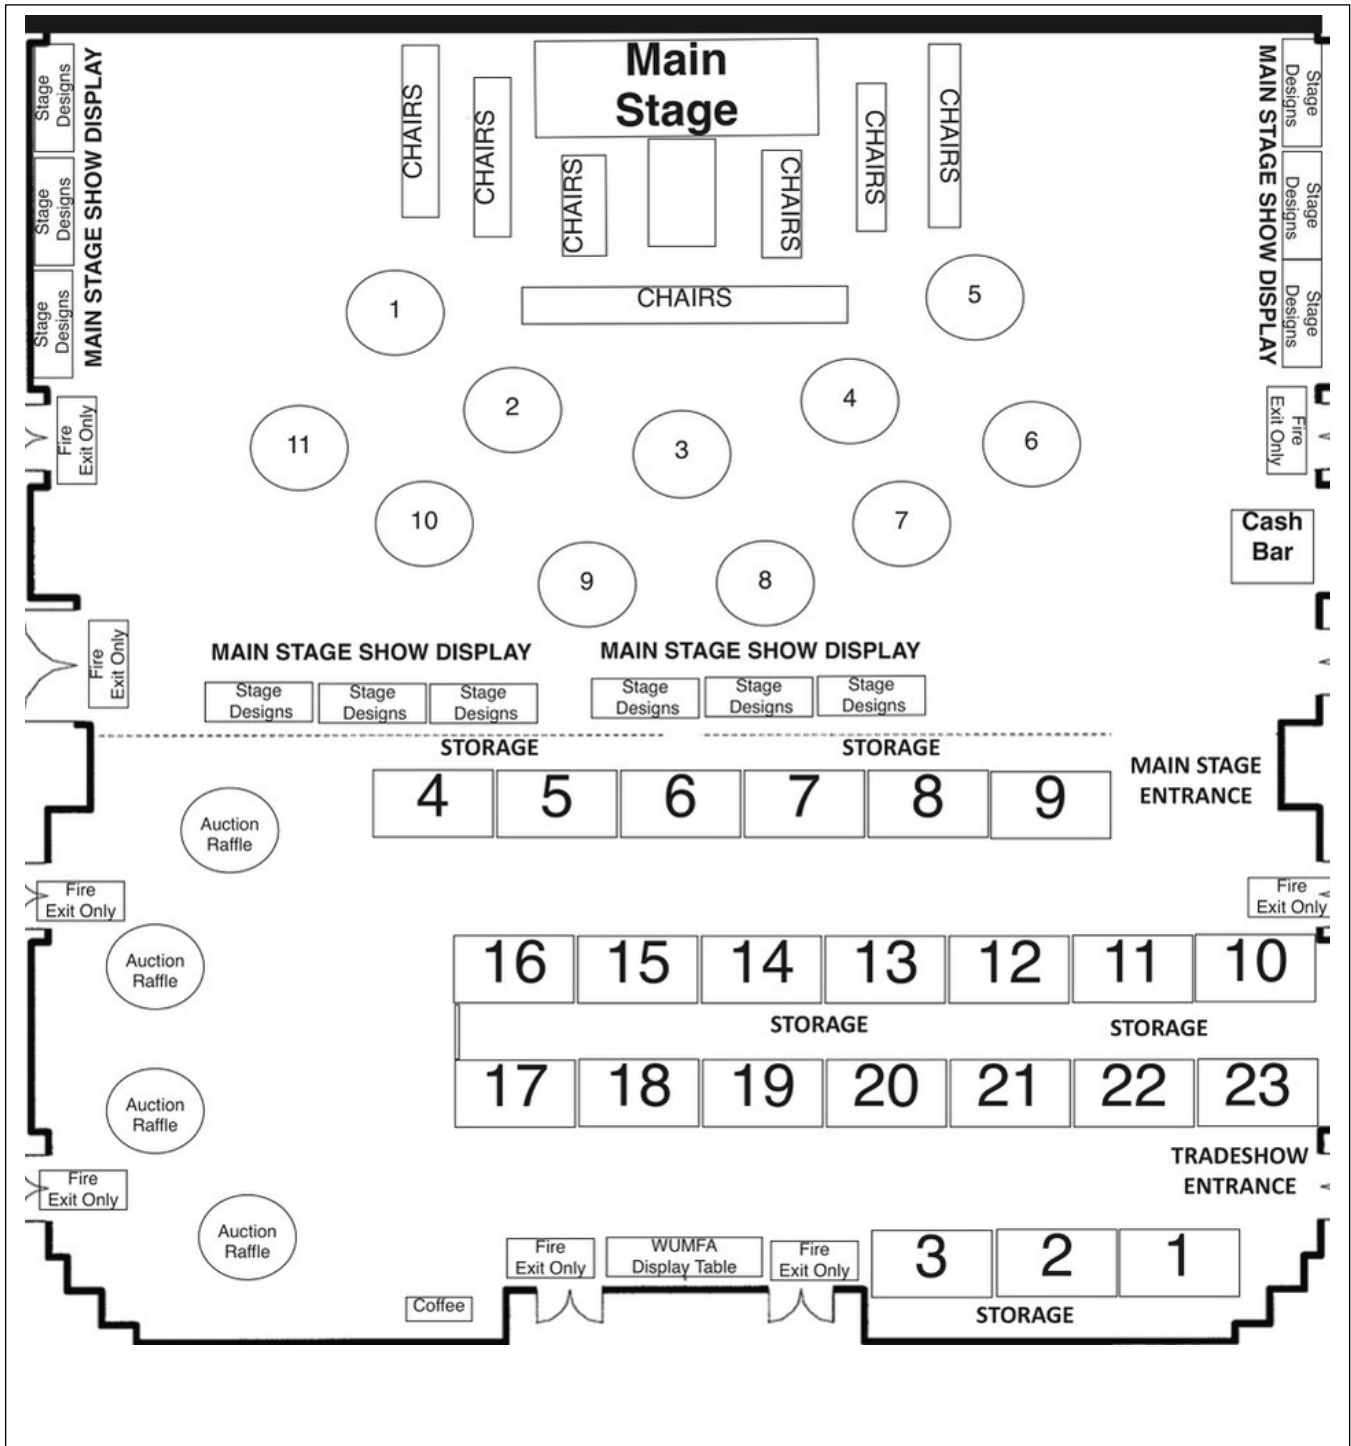 Main
Stage
Stage
Designs
Stage
Designs
Stage
Designs
MAIN STAGE SHOW DISPLAY
CHAIRS
CHAIRS
CHAIRS
CHAIRS
CHAIRS
CHAIRS
MAIN STAGE SHOW DISPLAY
Stage
Designs
Stage
Designs
Stage
Designs
CHAIRS
1
5
2
4
11
3
6
10
7
9
8
Fire
Exit Only
Fire
Exit Only
Cash
Bar
Fire
Exit Only
MAIN STAGE SHOW DISPLAY
MAIN STAGE SHOW DISPLAY
Stage
Designs
Stage
Designs
Stage
Designs
Stage
Designs
Stage
Designs
Stage
Designs
STORAGE
STORAGE
4
5
6
7
8
9
MAIN STAGE
ENTRANCE
Auction
Raffle
Fire
Exit Only
Fire
Exit Only
Auction
Raffle
16
15
14
13
12
11
10
STORAGE
STORAGE
17
18
19
20
21
22
23
Auction
Raffle
TRADESHOW
ENTRANCE
Fire
Exit Only
Auction
Raffle
Fire
Exit Only
WUMFA
Display Table
Fire
Exit Only
3
2
1
Coffee
STORAGE